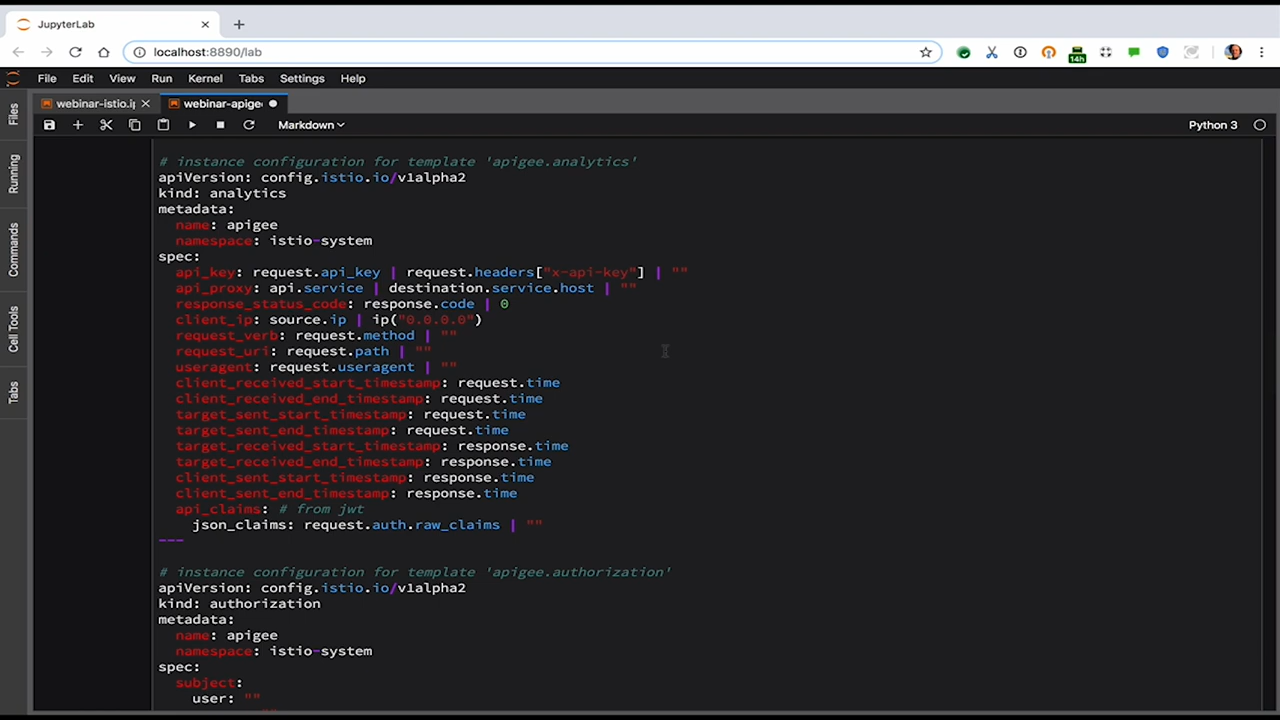 JupyterLab
localhost:8890/lab
14h
File Edit View Run Kernel Tabs Settings Help
webinar-istio.ip
webinar-apigee
Markdown
Python 3
Files
Running
Commands
Cell Tools
Tabs
# instance configuration for template 'apigee.analytics'
apiVersion: config.istio.io/v1alpha2
kind: analytics
metadata:
name: apigee
namespace: istio-system
spec:
api_key: request.api_key | request.headers["x-api-key"] | ""
api_proxy: api.service | destination.service.host | ""
response_status_code: response.code | 0
client_ip: source.ip | ip("0.0.0.0")
request_verb: request.method | ""
request_uri: request.path | ""
useragent: request.useragent | ""
client_received_start_timestamp: request.time
client_received_end_timestamp: request.time
target_sent_start_timestamp: request.time
target_sent_end_timestamp: request.time
target_received_start_timestamp: response.time
target_received_end_timestamp: response.time
client_sent_start_timestamp: response.time
client_sent_end_timestamp: response.time
api_claims: # from jwt
json_claims: request.auth.raw_claims | ""
---
# instance configuration for template 'apigee.authorization'
apiVersion: config.istio.io/v1alpha2
kind: authorization
metadata:
name: apigee
namespace: istio-system
spec:
subject:
user: ""